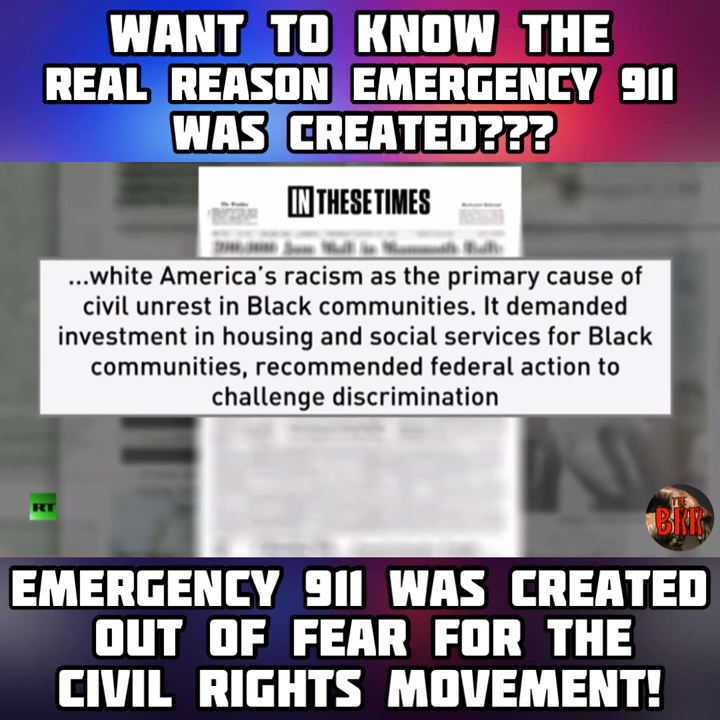 WANT TO KNOW THE
REAL REASON EMERGENCY 911
WAS CREATED???
IN THESE TIMES
...white America's racism as the primary cause of
civil unrest in Black communities. It demanded
investment in housing and social services for Black
communities, recommended federal action to
challenge discrimination
RT
THE
BKK
EMERGENCY 911 WAS CREATED
OUT OF FEAR FOR THE
CIVIL RIGHTS MOVEMENT!